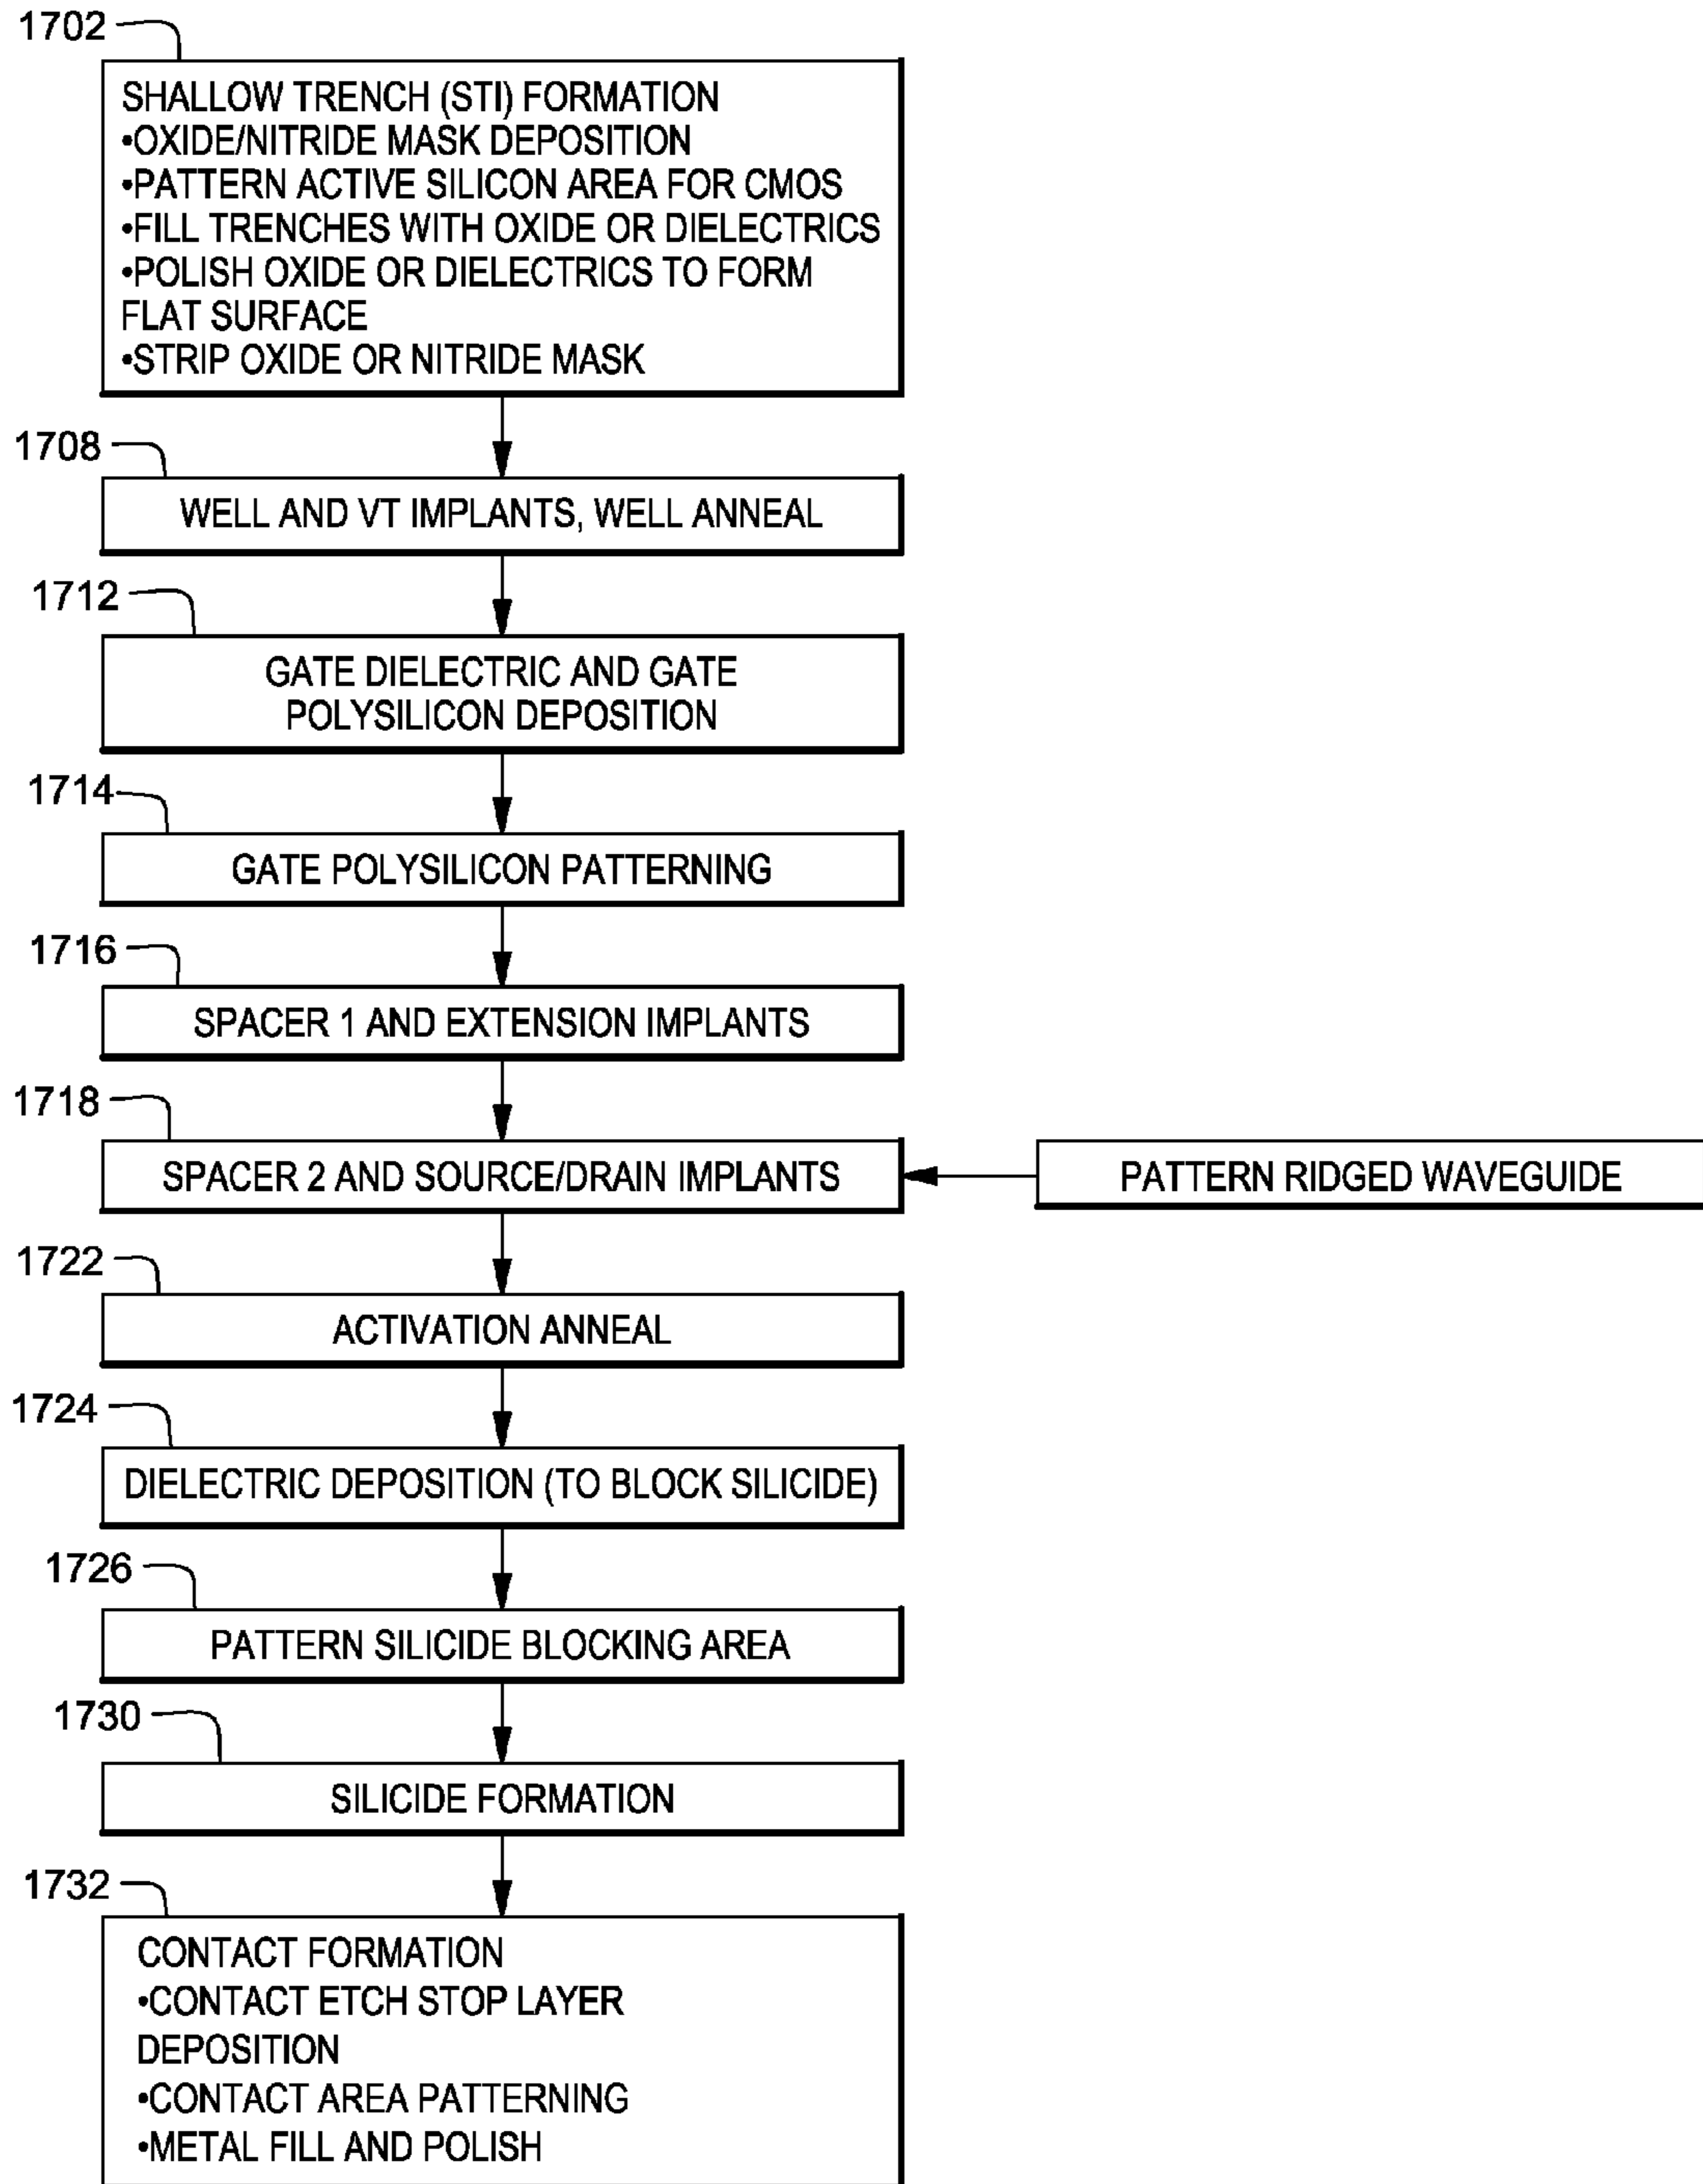 1702
SHALLOW TRENCH (STI) FORMATION
•OXIDE/NITRIDE MASK DEPOSITION
•PATTERN ACTIVE SILICON AREA FOR CMOS
•FILL TRENCHES WITH OXIDE OR DIELECTRICS
•POLISH OXIDE OR DIELECTRICS TO FORM
FLAT SURFACE
•STRIP OXIDE OR NITRIDE MASK
1708
WELL AND VT IMPLANTS, WELL ANNEAL
1712
GATE DIELECTRIC AND GATE
POLYSILICON DEPOSITION
1714
GATE POLYSILICON PATTERNING
1716
SPACER 1 AND EXTENSION IMPLANTS
1718
SPACER 2 AND SOURCE/DRAIN IMPLANTS
PATTERN RIDGED WAVEGUIDE
1722
ACTIVATION ANNEAL
1724
DIELECTRIC DEPOSITION (TO BLOCK SILICIDE)
1726
PATTERN SILICIDE BLOCKING AREA
1730
SILICIDE FORMATION
1732
CONTACT FORMATION
•CONTACT ETCH STOP LAYER
DEPOSITION
•CONTACT AREA PATTERNING
•METAL FILL AND POLISH